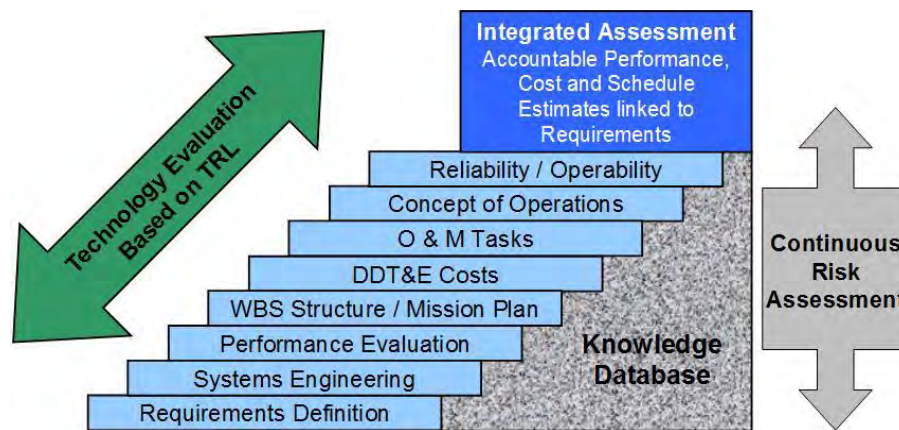 Technology Evaluation
Based on TRL
Integrated Assessment
Accountable Performance,
Cost and Schedule
Estimates linked to
Requirements
Reliability / Operability
Concept of Operations
O & M Tasks
DDT&E Costs
WBS Structure / Mission Plan
Performance Evaluation
Systems Engineering
Requirements Definition
Knowledge
Database
Continuous
Risk
Assessment